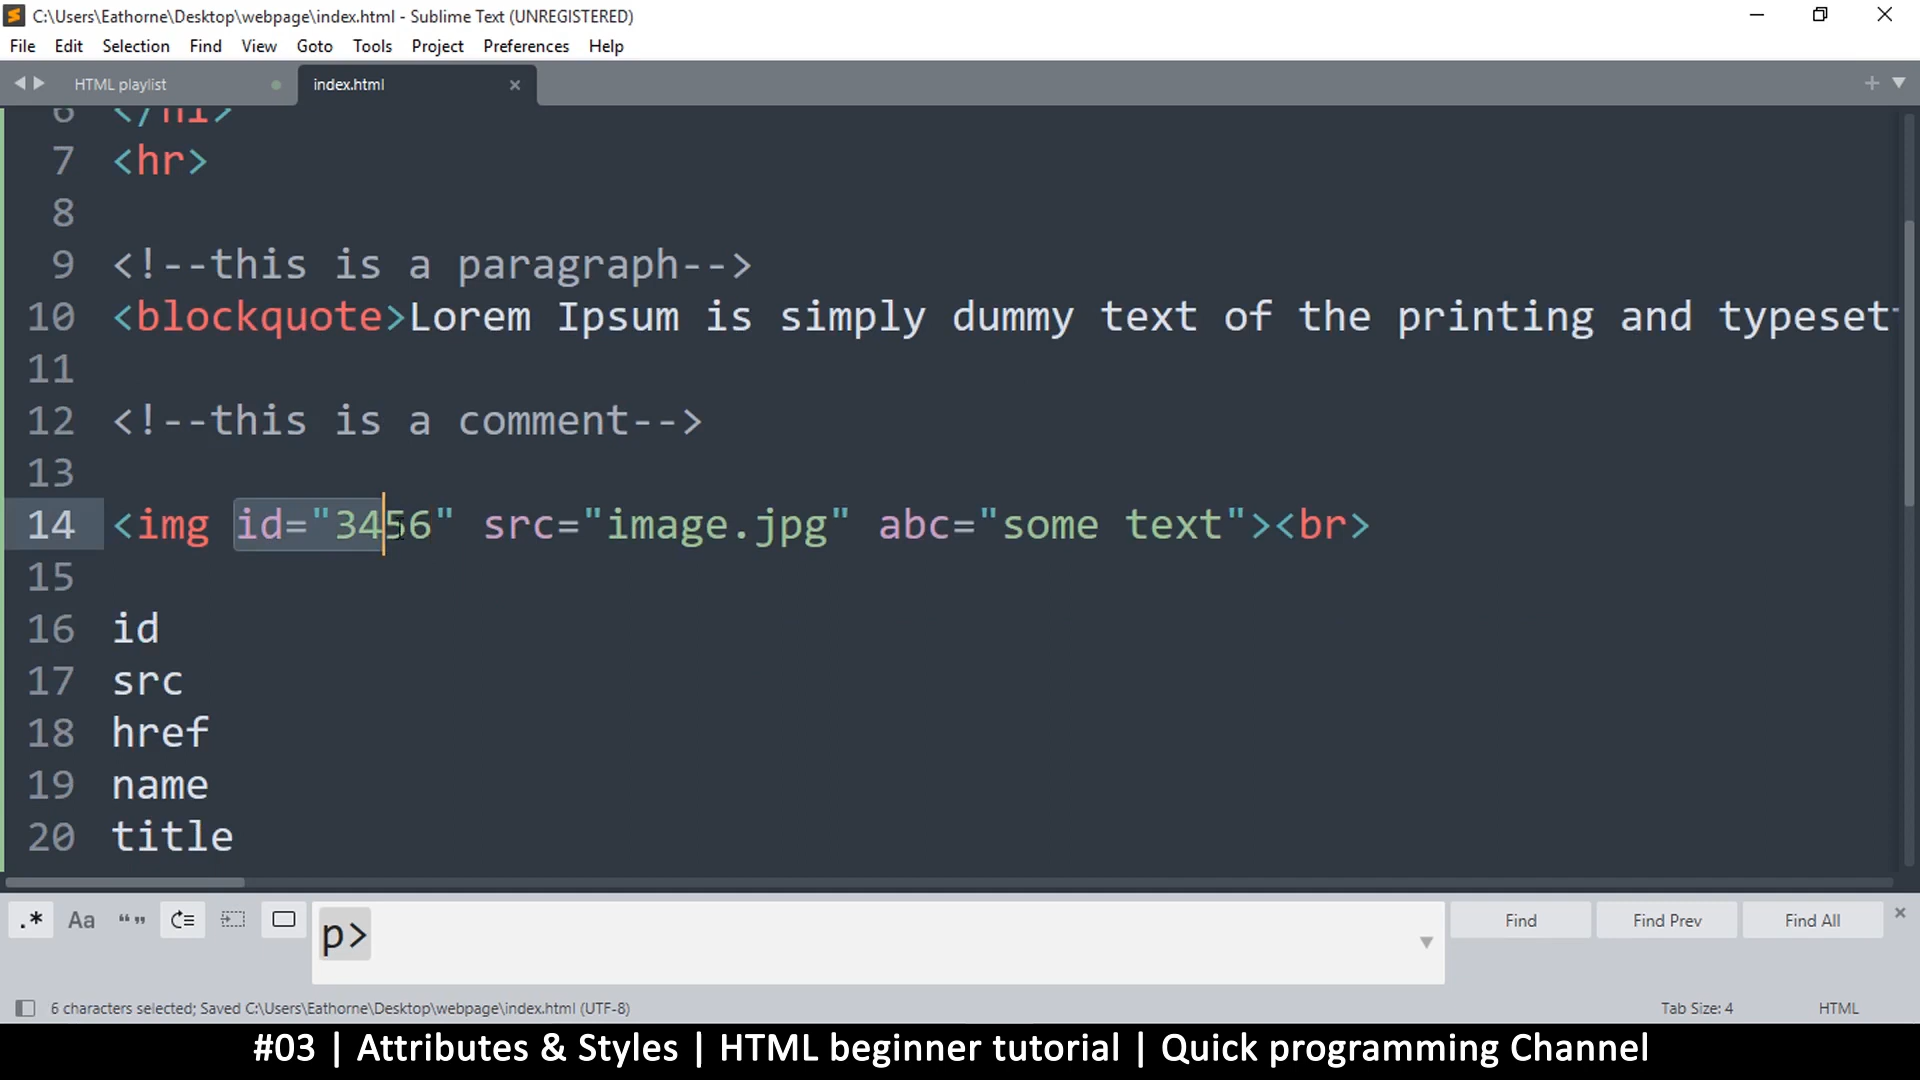 C:\Users\Eathorne\Desktop\webpage\index.html - Sublime Text (UNREGISTERED)
File Edit Selection Find View Goto Tools Project Preferences Help
HTML playlist index.html
6 </h1>
7 <hr>
8
9 <!--this is a paragraph-->
10 <blockquote>Lorem Ipsum is simply dummy text of the printing and typeset
11
12 <!--this is a comment-->
13
14 <img id="3456" src="image.jpg" abc="some text"><br>
15
16 id
17 src
18 href
19 name
20 title
.* Aa “” p> Find Find Prev Find All
6 characters selected; Saved C:\Users\Eathorne\Desktop\webpage\index.html (UTF-8) Tab Size: 4 HTML
#03 | Attributes & Styles | HTML beginner tutorial | Quick programming Channel